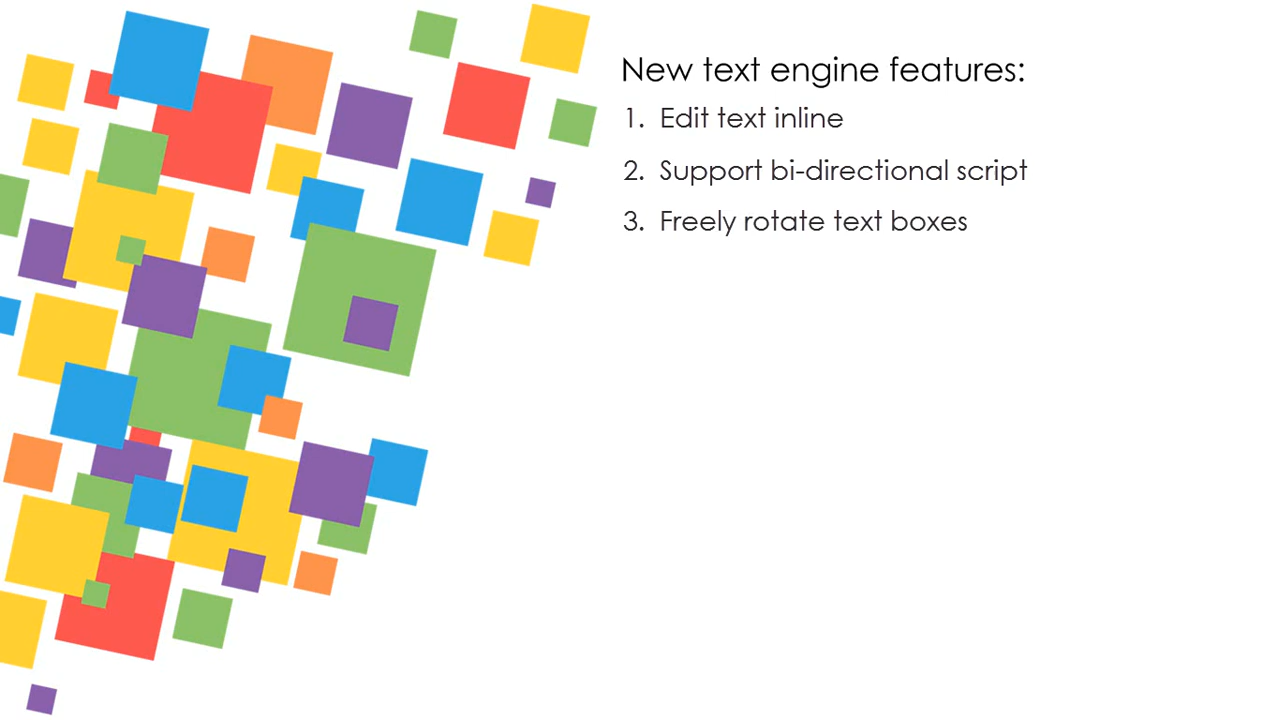 New text engine features:
1. Edit text inline
2. Support bi-directional script
3. Freely rotate text boxes